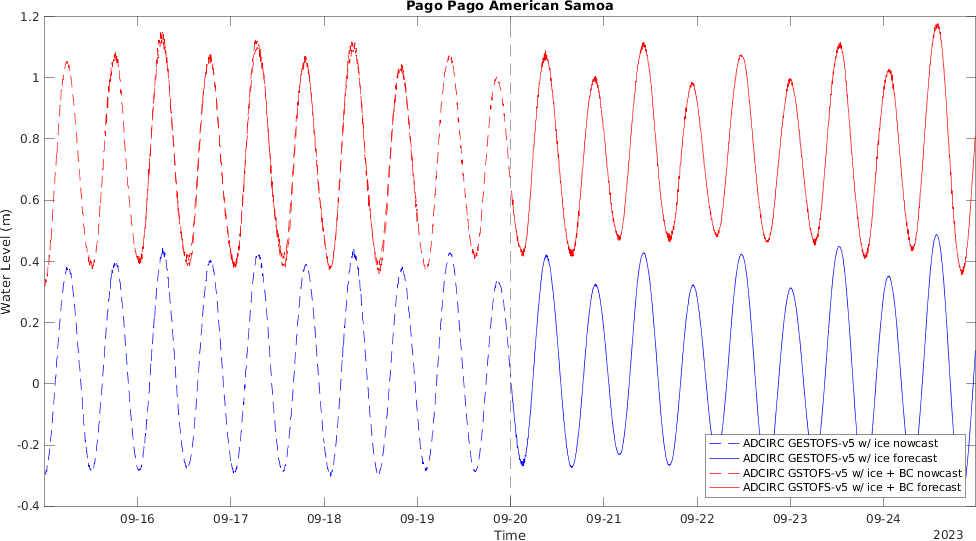 Pago Pago American Samoa
1.2
1
0.8
0.6
0.4
0.2
0
-0.2
-0.4
Water Level (m)
ADCIRC GESTOFS-v5 w/ ice nowcast
ADCIRC GESTOFS-v5 w/ ice forecast
ADCIRC GSTOFS-v5 w/ ice + BC nowcast
ADCIRC GSTOFS-v5 w/ ice + BC forecast
09-16 09-17 09-18 09-19 09-20 09-21 09-22 09-23 09-24
Time
2023